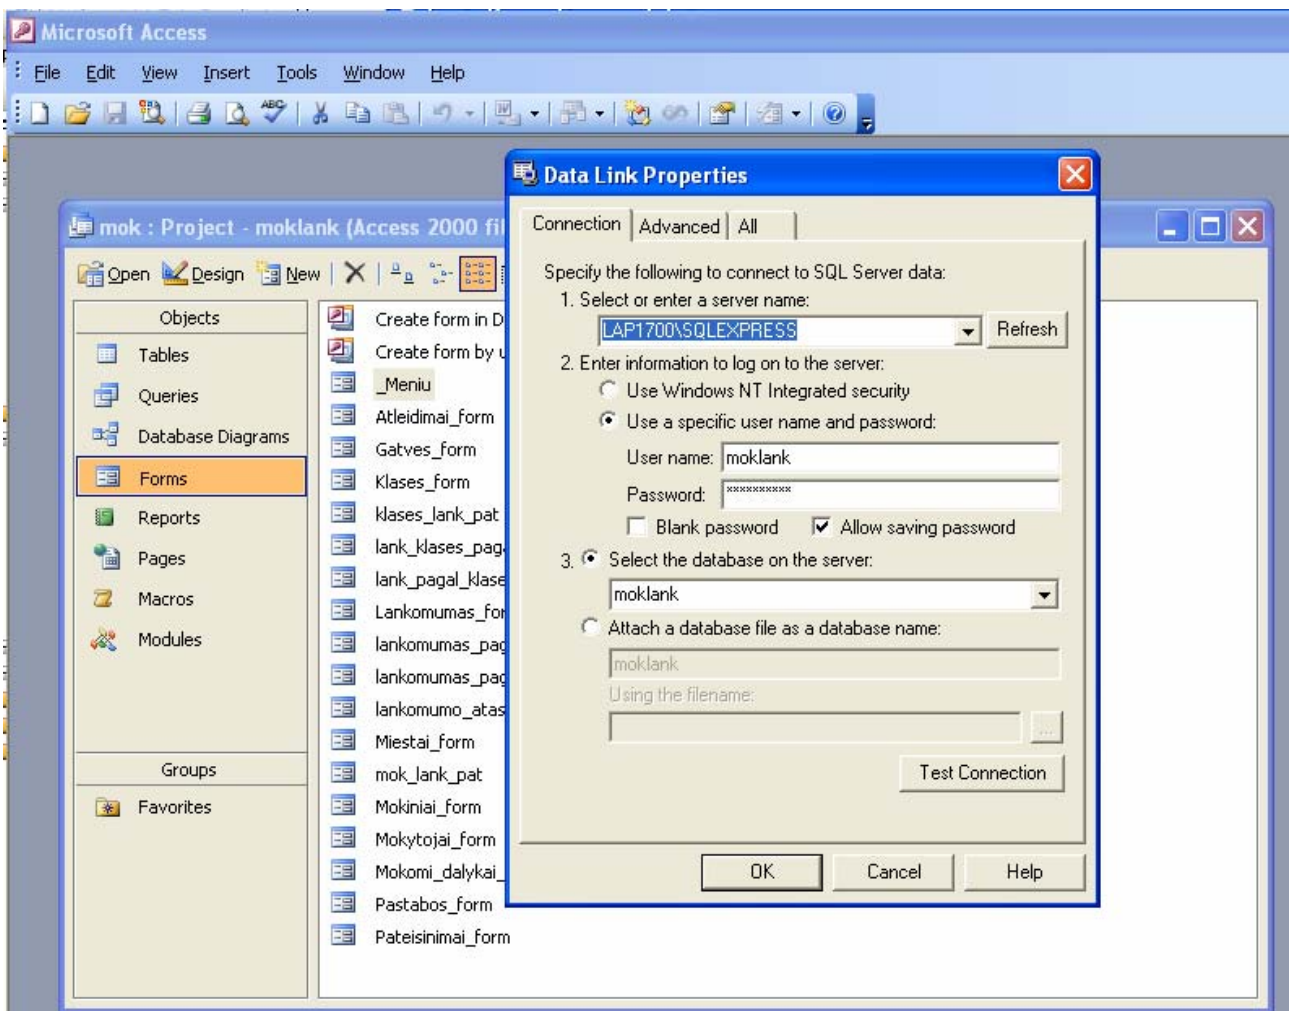 Microsoft Access
File Edit View Insert Tools Window Help
ABC
mok : Project - moklank (Access 2000 fil
Open Design New
Objects
Tables
Queries
Database Diagrams
Forms
Reports
Pages
Macros
Modules
Groups
Favorites
Create form in D
Create form by u
_Meniu
Atleidimai_form
Gatves_form
Klases_form
klases_lank_pat
lank_klases_paga
lank_pagal_klase
Lankomumas_for
lankomumas_pag
lankomumas_pag
lankomumo_atas
Miestai_form
mok_lank_pat
Mokiniai_form
Mokytojai_form
Mokomi_dalykai_
Pastabos_form
Pateisinimai_form
Data Link Properties
Connection Advanced All
Specify the following to connect to SQL Server data:
1. Select or enter a server name:
LAP1700\SQLEXPRESS Refresh
2. Enter information to log on to the server:
Use Windows NT Integrated security
Use a specific user name and password:
User name: moklank
Password: **********
Blank password Allow saving password
3. Select the database on the server:
moklank
Attach a database file as a database name:
moklank
Using the filename:
...
Test Connection
OK Cancel Help